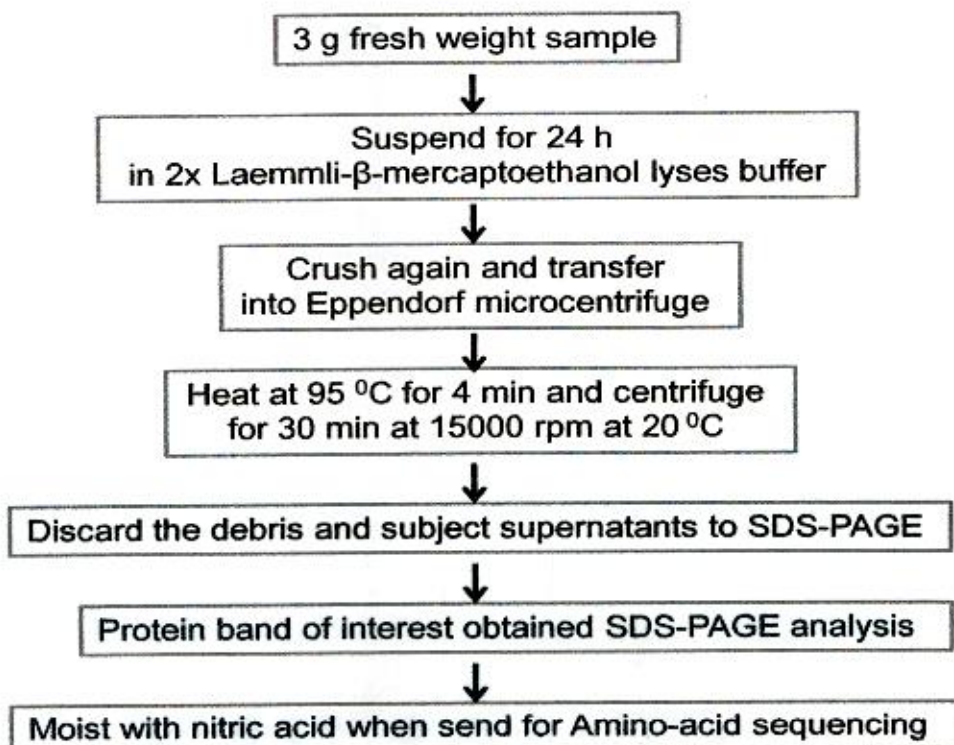 3 g fresh weight sample
Suspend for 24 h
in 2x Laemmli-β-mercaptoethanol lyses buffer
Crush again and transfer
into Eppendorf microcentrifuge
Heat at 95 ⁰C for 4 min and centrifuge
for 30 min at 15000 rpm at 20 ⁰C
Discard the debris and subject supernatants to SDS-PAGE
Protein band of interest obtained SDS-PAGE analysis
Moist with nitric acid when send for Amino-acid sequencing